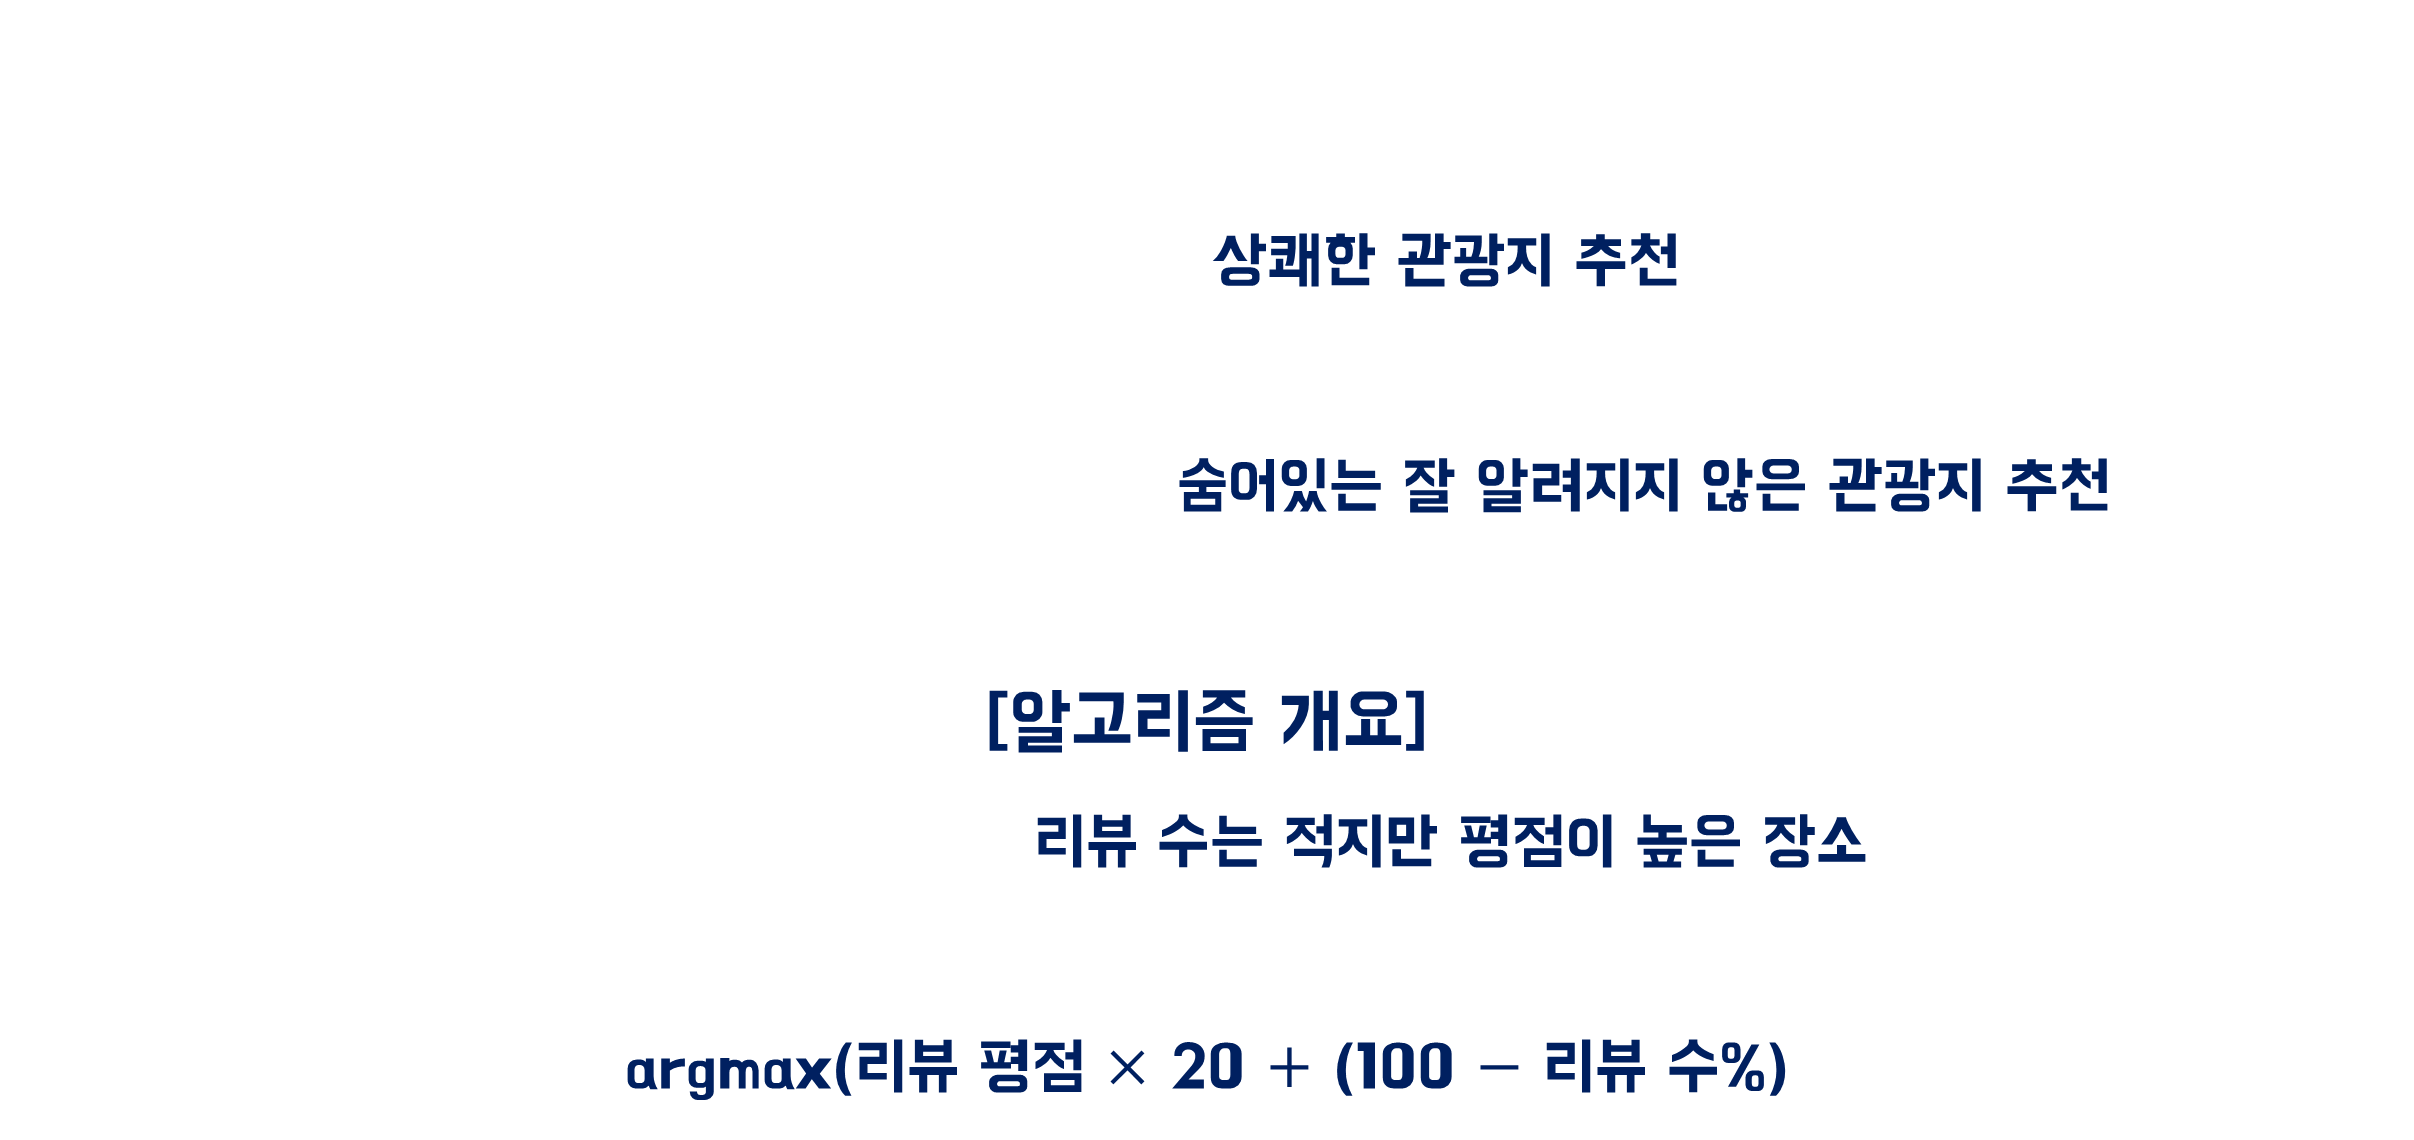 상쾌한 관광지 추천
숨어있는 잘 알려지지 않은 관광지 추천
[알고리즘 개요]
리뷰 수는 적지만 평점이 높은 장소
argmax(리뷰 평점 × 20 + (100 − 리뷰 수%)